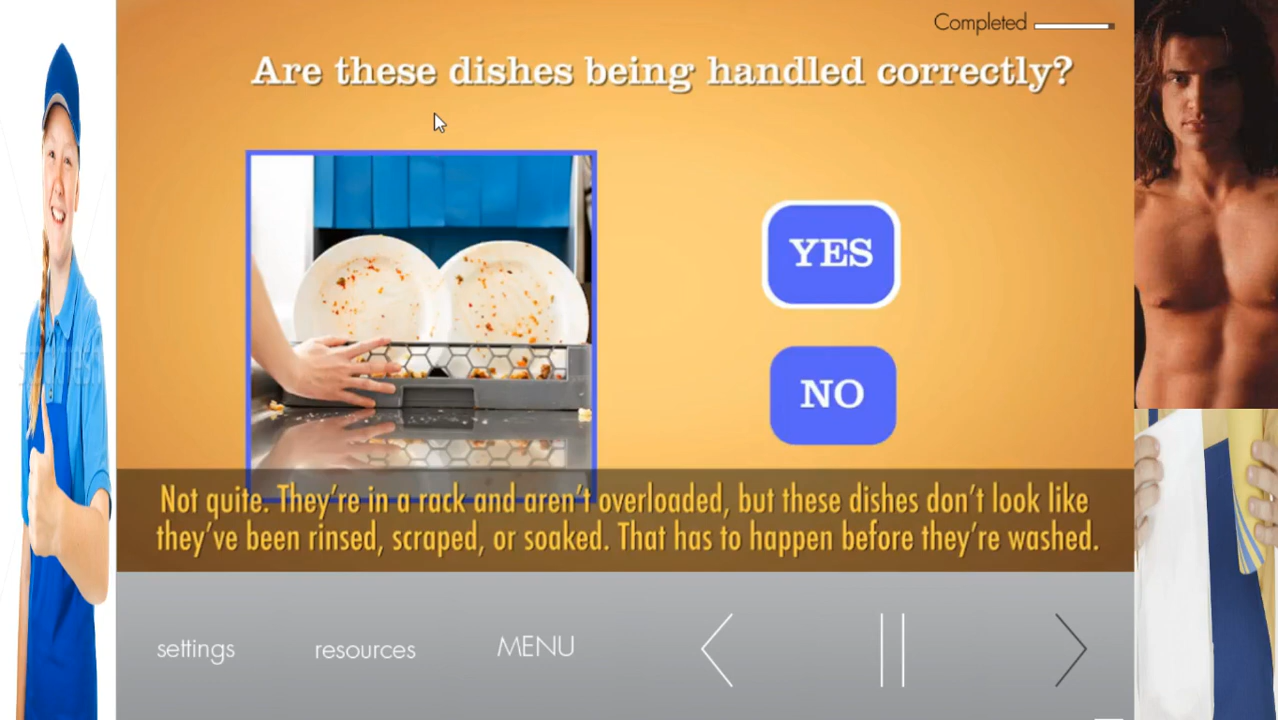 Completed
Are these dishes being handled correctly?
YES
NO
Not quite. They're in a rack and aren't overloaded, but these dishes don't look like
they've been rinsed, scraped, or soaked. That has to happen before they're washed.
settings
resources
MENU